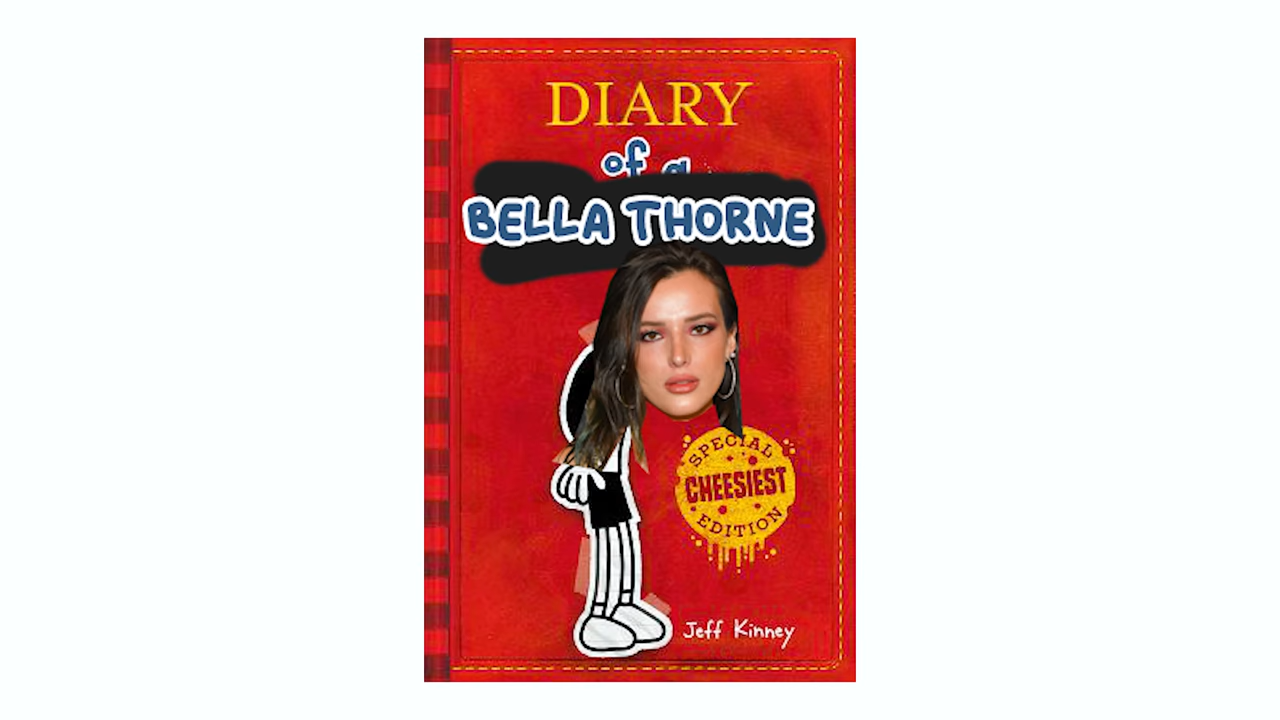 DIARY
of a
BELLA THORNE
SPECIAL
CHEESIEST
EDITION
Jeff Kinney